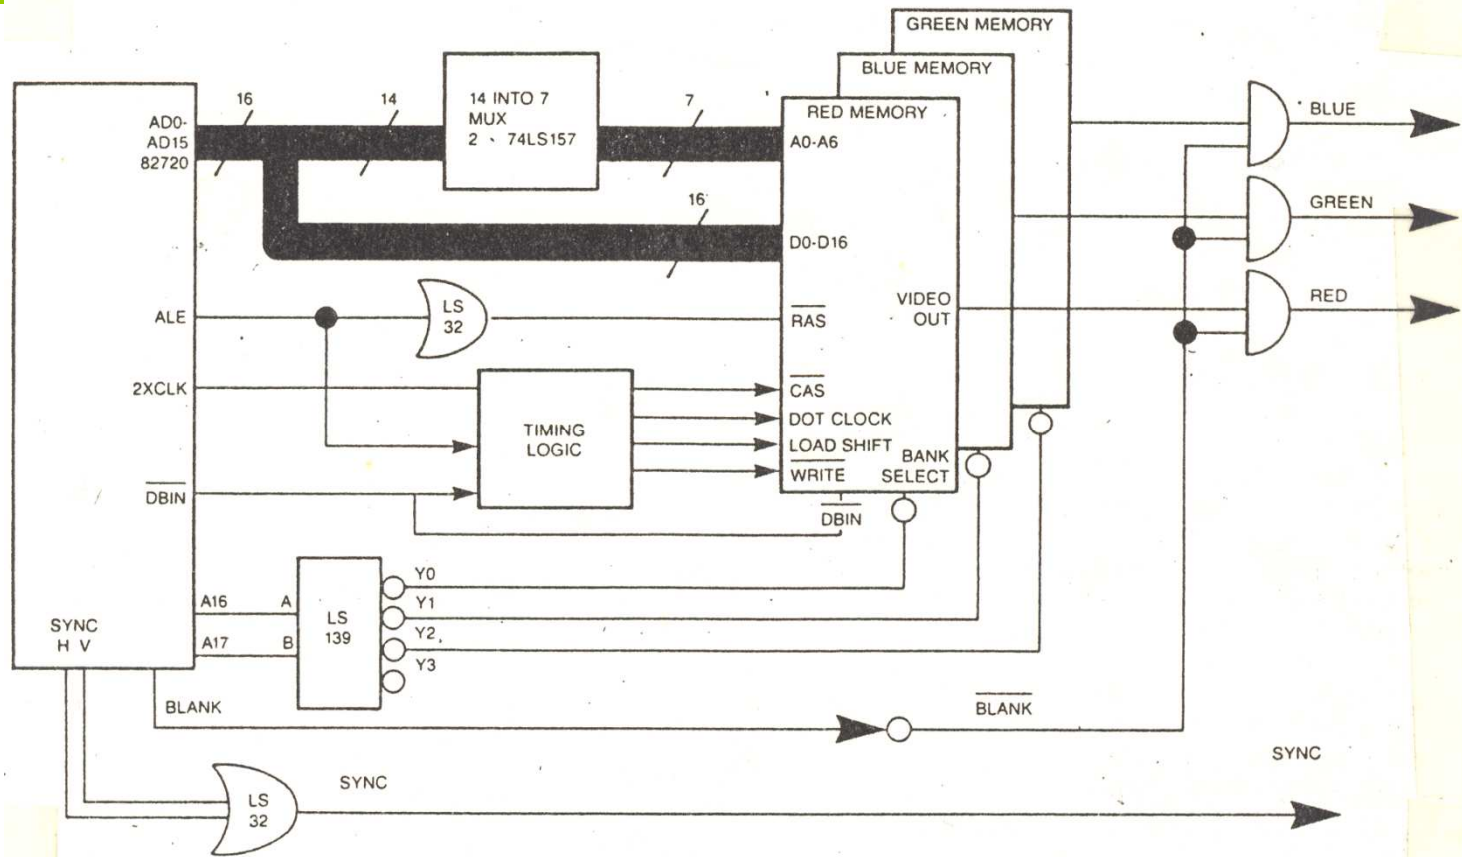 GREEN MEMORY
BLUE MEMORY
RED MEMORY
16
14
14 INTO 7
MUX
2 - 74LS157
7
AD0-
AD15
82720
A0-A6
16
D0-D16
BLUE
GREEN
RED
ALE
LS
32
RAS
VIDEO
OUT
2XCLK
TIMING
LOGIC
CAS
DOT CLOCK
LOAD SHIFT
WRITE
BANK
SELECT
DBIN
DBIN
A16
A
A17
B
LS
139
Y0
Y1
Y2
Y3
SYNC
H V
BLANK
BLANK
SYNC
LS
32
SYNC